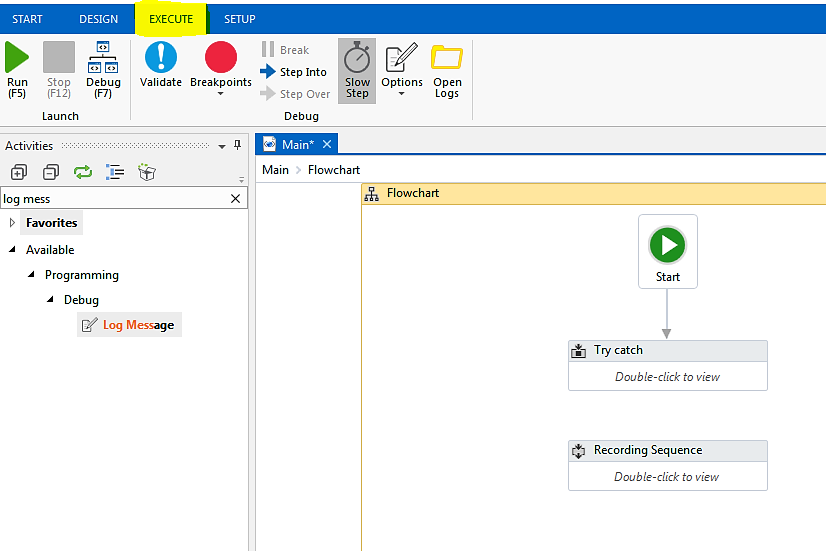 START DESIGN EXECUTE SETUP
Run
(F5)
Stop
(F12)
Debug
(F7)
Launch
Validate
Breakpoints
Break
Step Into
Step Over
Slow
Step
Options
Open
Logs
Debug
Activities
log mess
Favorites
Available
Programming
Debug
Log Message
Main*
Main > Flowchart
Flowchart
Start
Try catch
Double-click to view
Recording Sequence
Double-click to view